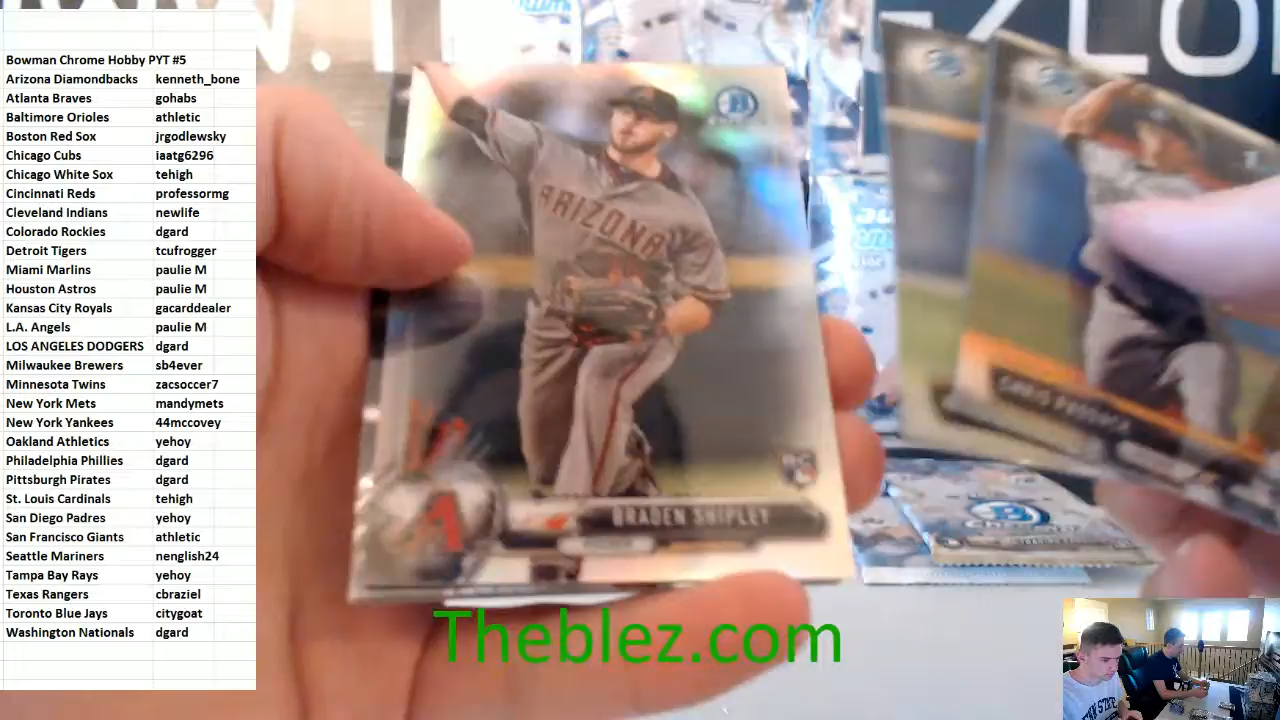 Bowman Chrome Hobby PYT #5
Arizona Diamondbacks kenneth_bone
Atlanta Braves gohabs
Baltimore Orioles athletic
Boston Red Sox jrgodlewsky
Chicago Cubs iaatg6296
Chicago White Sox tehigh
Cincinnati Reds professormg
Cleveland Indians newlife
Colorado Rockies dgard
Detroit Tigers tcufrogger
Miami Marlins paulie M
Houston Astros paulie M
Kansas City Royals gacarddealer
L.A. Angels paulie M
LOS ANGELES DODGERS dgard
Milwaukee Brewers sb4ever
Minnesota Twins zacsoccer7
New York Mets mandymets
New York Yankees 44mccovey
Oakland Athletics yehoy
Philadelphia Phillies dgard
Pittsburgh Pirates dgard
St. Louis Cardinals tehigh
San Diego Padres yehoy
San Francisco Giants athletic
Seattle Mariners nenglish24
Tampa Bay Rays yehoy
Texas Rangers cbraziel
Toronto Blue Jays citygoat
Washington Nationals dgard
ARIZONA
BRADEN SHIPLEY
CHRIS PADDACK
Theblez.com